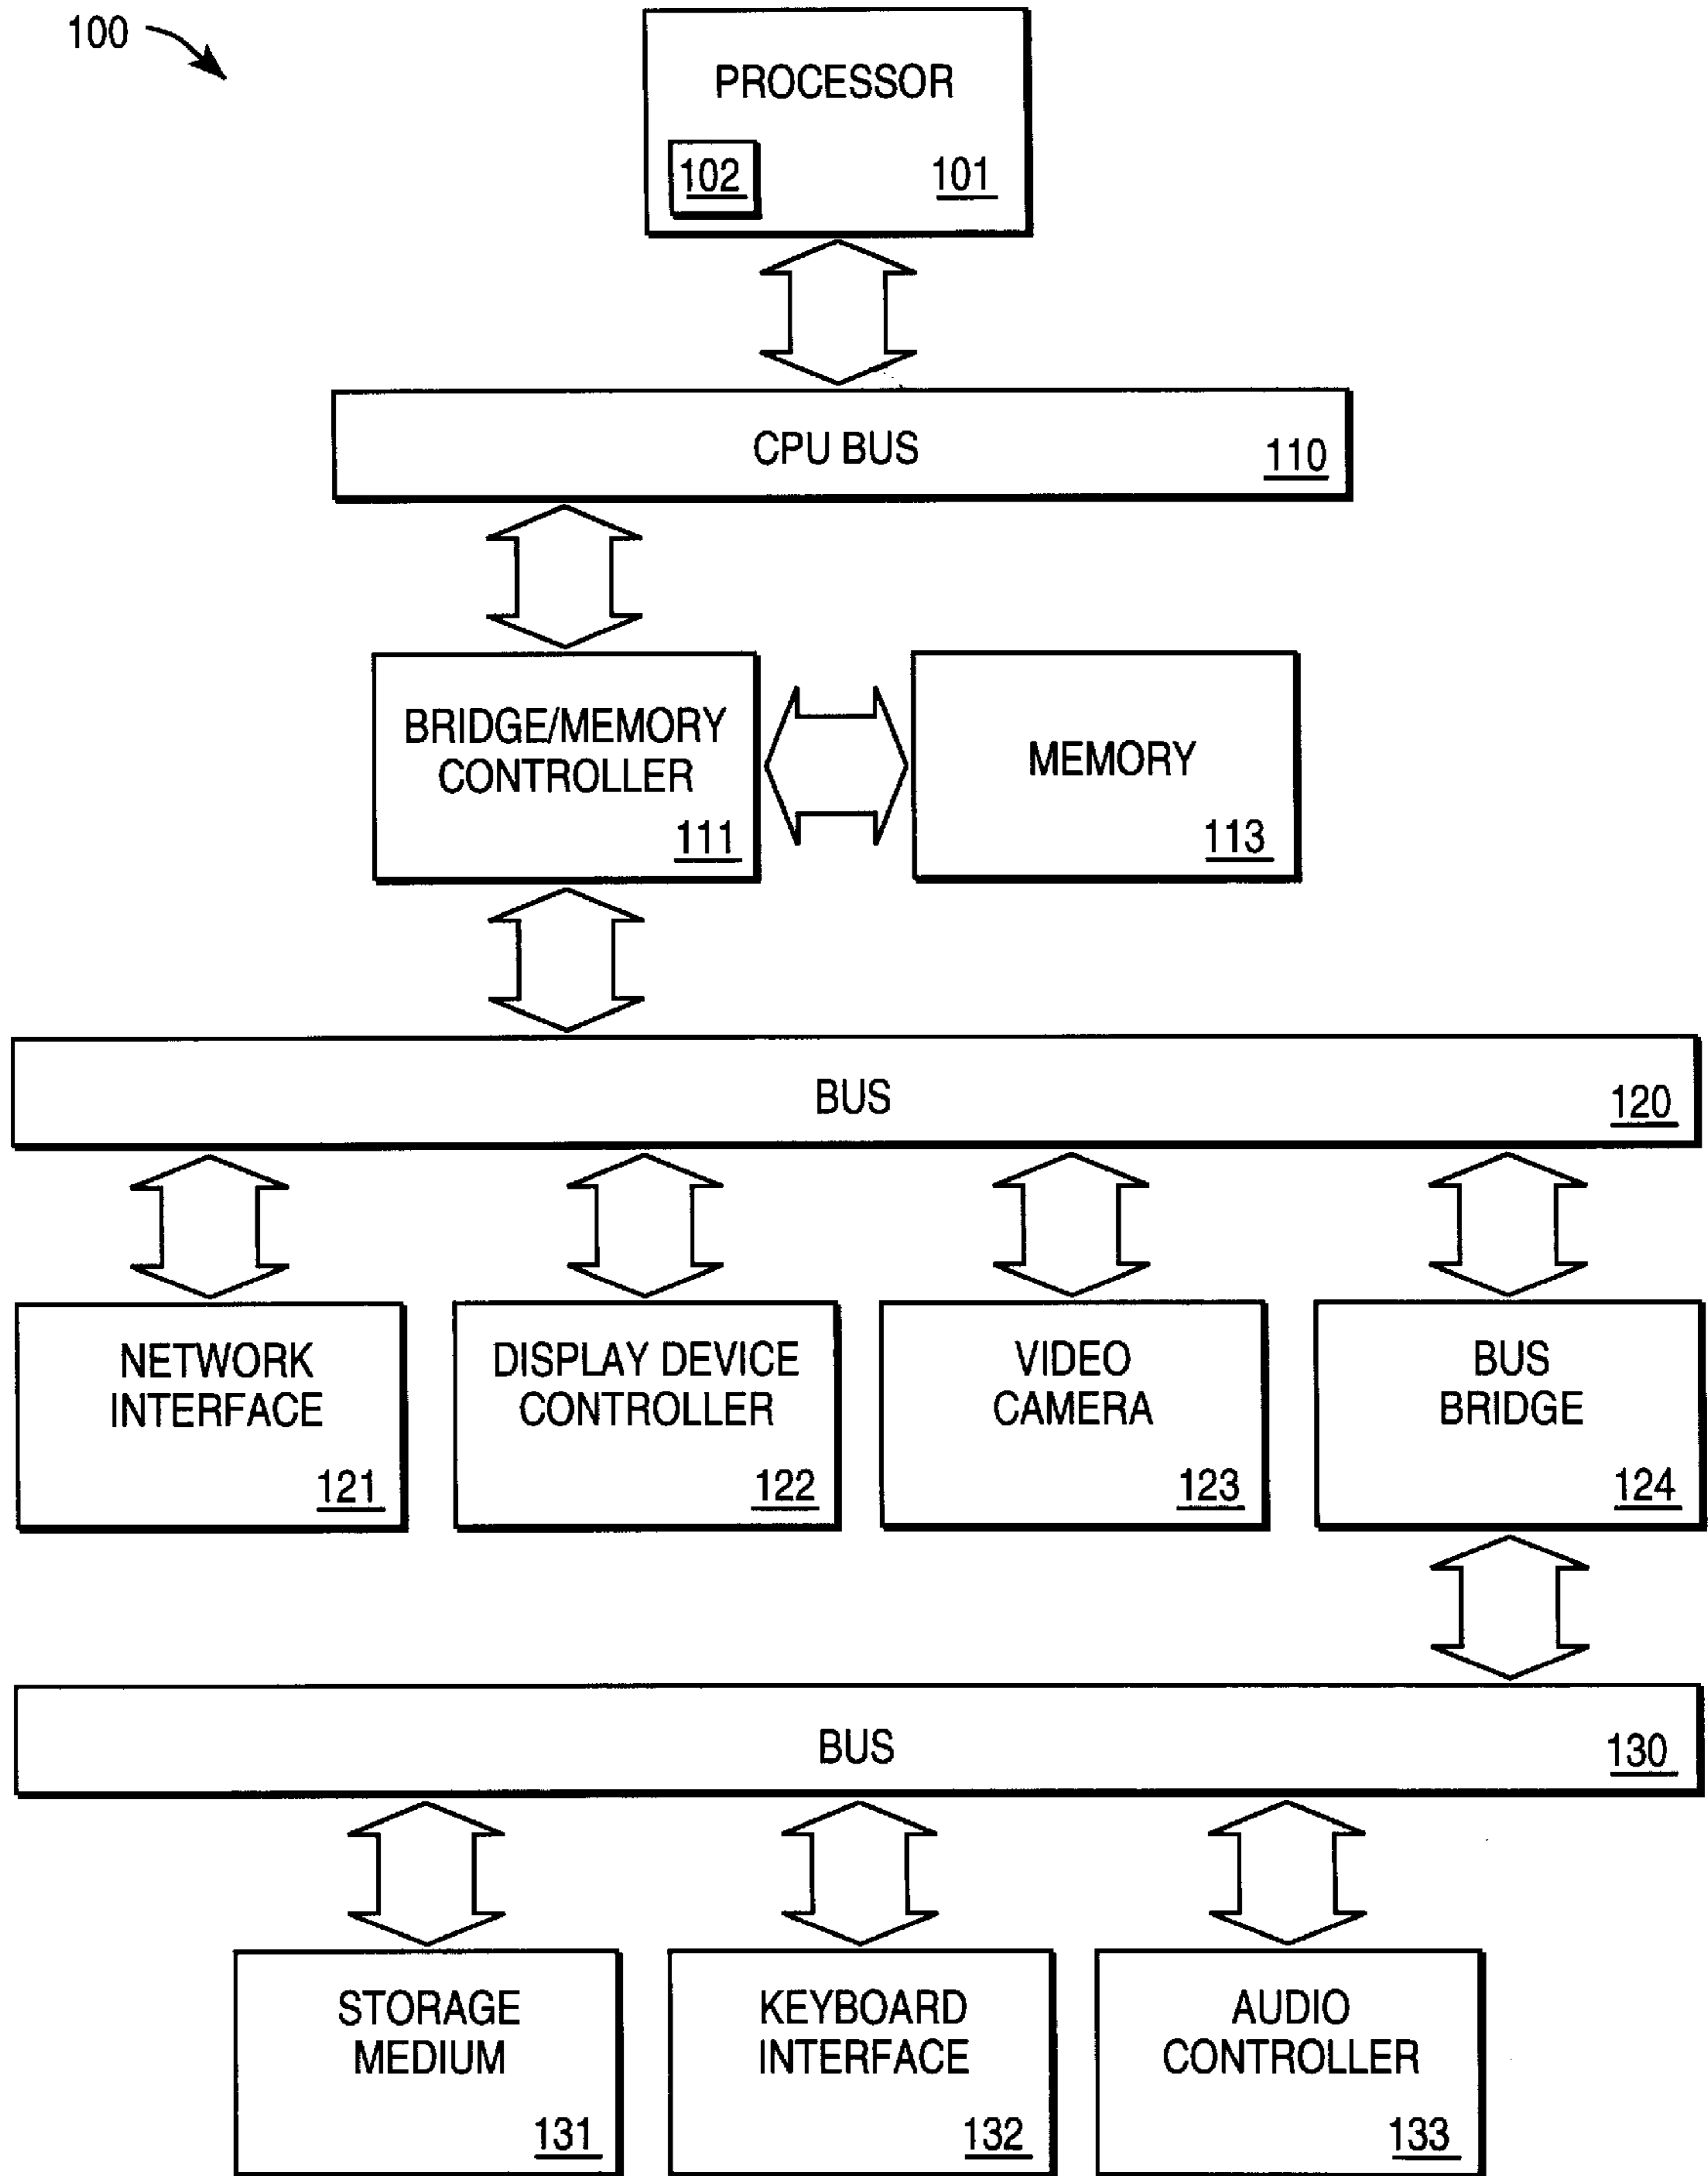 100
PROCESSOR
102
101
CPU BUS
110
BRIDGE/MEMORY
CONTROLLER
111
MEMORY
113
BUS
120
NETWORK
INTERFACE
121
DISPLAY DEVICE
CONTROLLER
122
VIDEO
CAMERA
123
BUS
BRIDGE
124
BUS
130
STORAGE
MEDIUM
131
KEYBOARD
INTERFACE
132
AUDIO
CONTROLLER
133